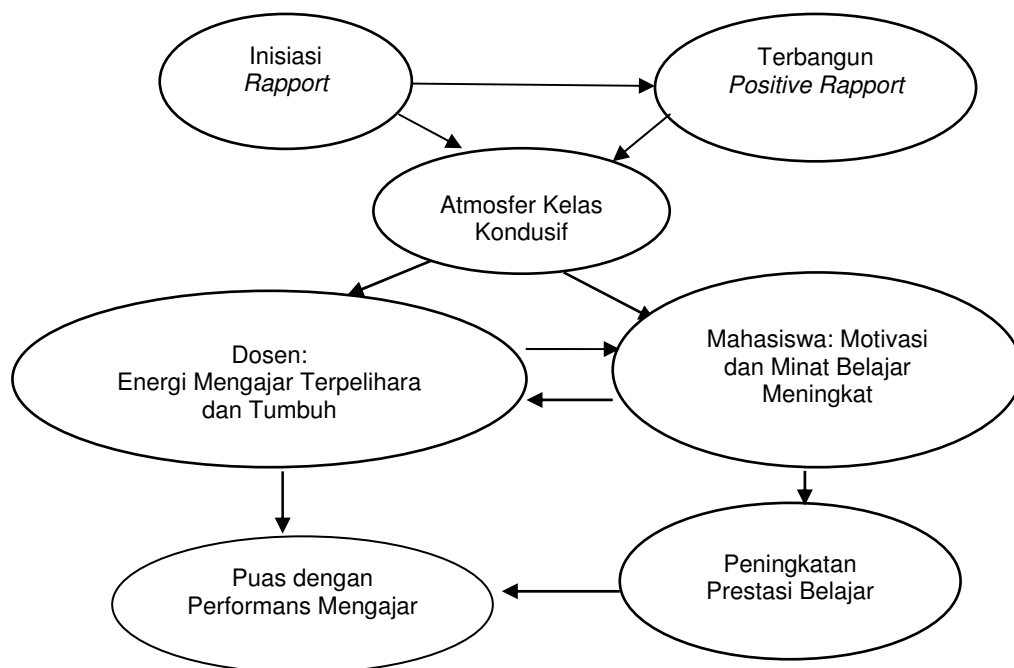 Inisiasi
Rapport
Terbangun
Positive Rapport
Atmosfer Kelas
Kondusif
Dosen:
Energi Mengajar Terpelihara
dan Tumbuh
Mahasiswa: Motivasi
dan Minat Belajar
Meningkat
Puas dengan
Performans Mengajar
Peningkatan
Prestasi Belajar